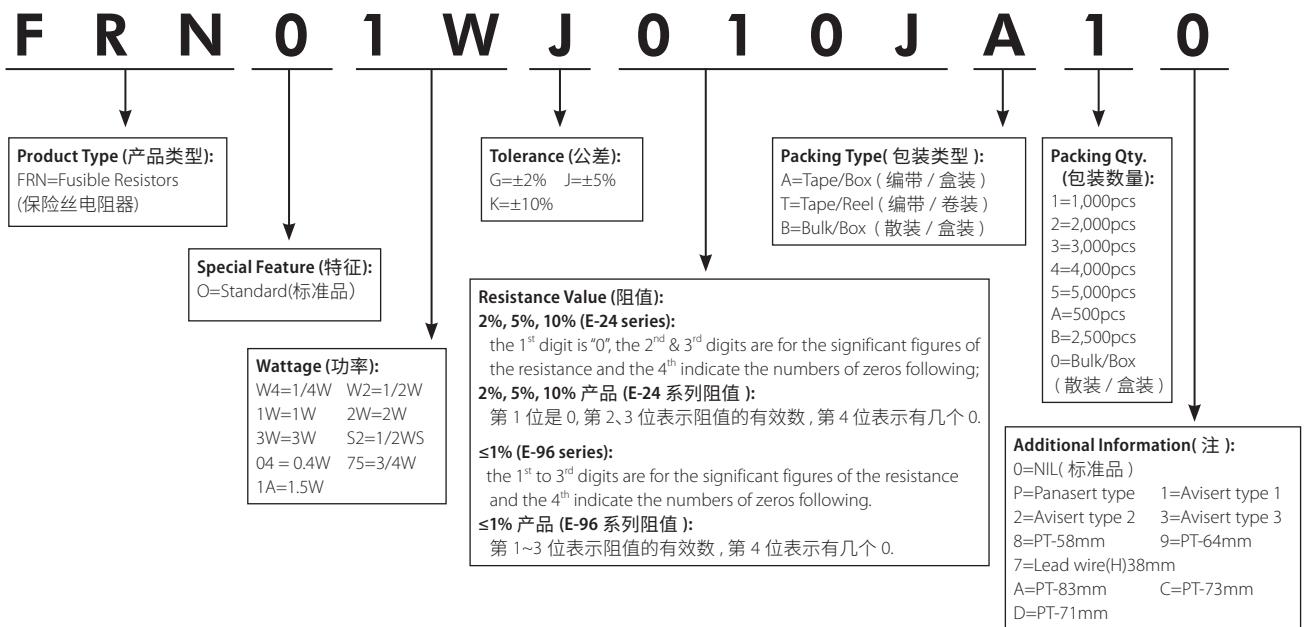 F R N 0 1 W J 0 1 0 J A 1 0
Product Type (产品类型):
FRN=Fusible Resistors
(保险丝电阻器)
Special Feature (特征):
O=Standard(标准品)
Wattage (功率):
W4=1/4W W2=1/2W
1W=1W 2W=2W
3W=3W S2=1/2WS
04 = 0.4W 75=3/4W
1A=1.5W
Tolerance (公差):
G=±2% J=±5%
K=±10%
Resistance Value (阻值):
2%, 5%, 10% (E-24 series):
the 1st digit is "0", the 2nd & 3rd digits are for the significant figures of
the resistance and the 4th indicate the numbers of zeros following;
2%, 5%, 10% 产品 (E-24 系列阻值 ):
第 1 位是 0, 第 2、3 位表示阻值的有效数 , 第 4 位表示有几个 0.
≤1% (E-96 series):
the 1st to 3rd digits are for the significant figures of the resistance
and the 4th indicate the numbers of zeros following.
≤1% 产品 (E-96 系列阻值 ):
第 1~3 位表示阻值的有效数 , 第 4 位表示有几个 0.
Packing Type( 包装类型 ):
A=Tape/Box ( 编带 / 盒装 )
T=Tape/Reel ( 编带 / 卷装 )
B=Bulk/Box ( 散装 / 盒装 )
Packing Qty.
(包装数量):
1=1,000pcs
2=2,000pcs
3=3,000pcs
4=4,000pcs
5=5,000pcs
A=500pcs
B=2,500pcs
0=Bulk/Box
( 散装 / 盒装 )
Additional Information( 注 ):
0=NIL( 标准品 )
P=Panasert type 1=Avisert type 1
2=Avisert type 2 3=Avisert type 3
8=PT-58mm 9=PT-64mm
7=Lead wire(H)38mm
A=PT-83mm C=PT-73mm
D=PT-71mm